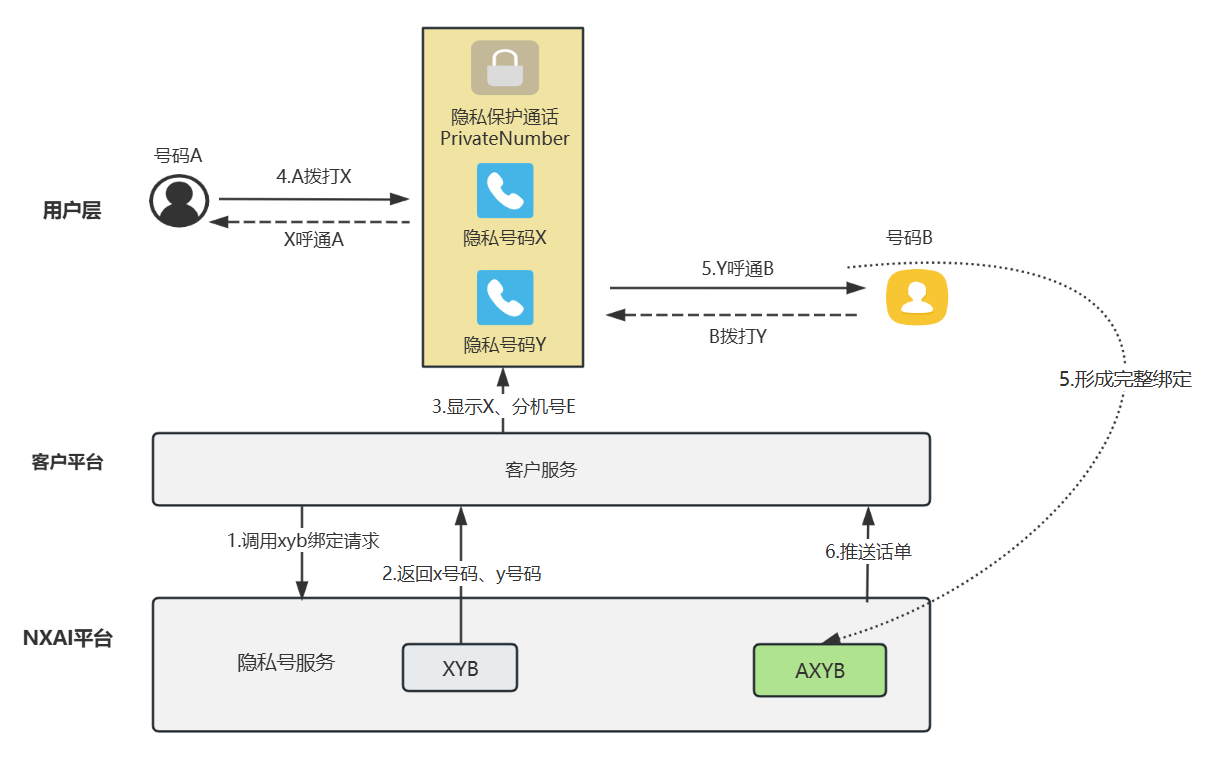 隐私保护通话
PrivateNumber
号码A
4.A拨打X
用户层
X呼通A
隐私号码X
号码B
5.Y呼通B
B拨打Y
隐私号码Y
5.形成完整绑定
3.显示X、分机号E
客户平台
客户服务
1.调用xyb绑定请求
6.推送话单
2.返回x号码、y号码
NXAI平台
隐私号服务
XYB
AXYB